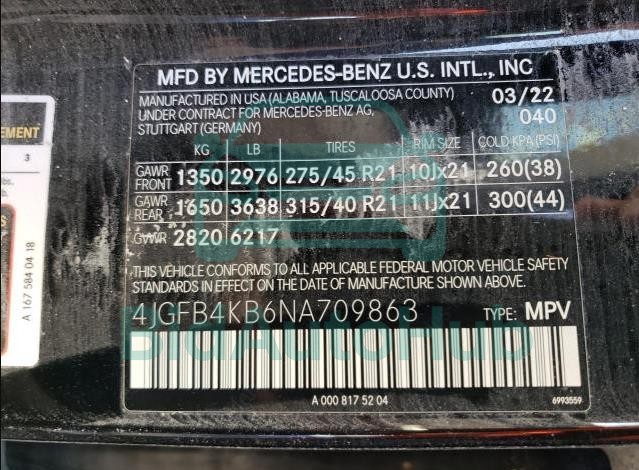 MFD BY MERCEDES-BENZ U.S. INTL., INC
MANUFACTURED IN USA (ALABAMA, TUSCALOOSA COUNTY) 03/22
UNDER CONTRACT FOR MERCEDES-BENZ AG, 040
STUTTGART (GERMANY)
KG LB TIRES RIM SIZE COLD KPA (PSI)
GAWR FRONT 1350 2976 275/45 R21 10Jx21 260(38)
GAWR REAR 1650 3638 315/40 R21 11Jx21 300(44)
GVWR 2820 6217
THIS VEHICLE CONFORMS TO ALL APPLICABLE FEDERAL MOTOR VEHICLE SAFETY
STANDARDS IN EFFECT ON THE DATE OF MANUFACTURE SHOWN ABOVE.
4JGFB4KB6NA709863 TYPE: MPV
BidAutoHub
A 000 817 52 04 6993559
EMENT
3
A 167 584 04 18